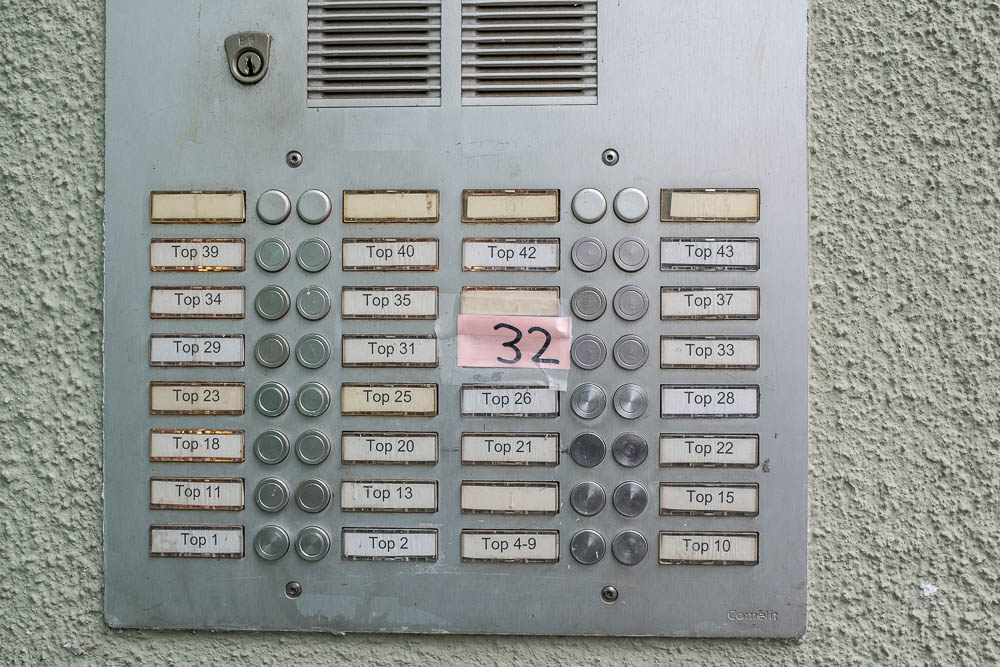 Top 39
Top 40
Top 42
Top 43
Top 34
Top 35
Top 37
Top 29
Top 31
32
Top 33
Top 23
Top 25
Top 26
Top 28
Top 18
Top 20
Top 21
Top 22
Top 11
Top 13
Top 15
Top 1
Top 2
Top 4-9
Top 10
Comelit